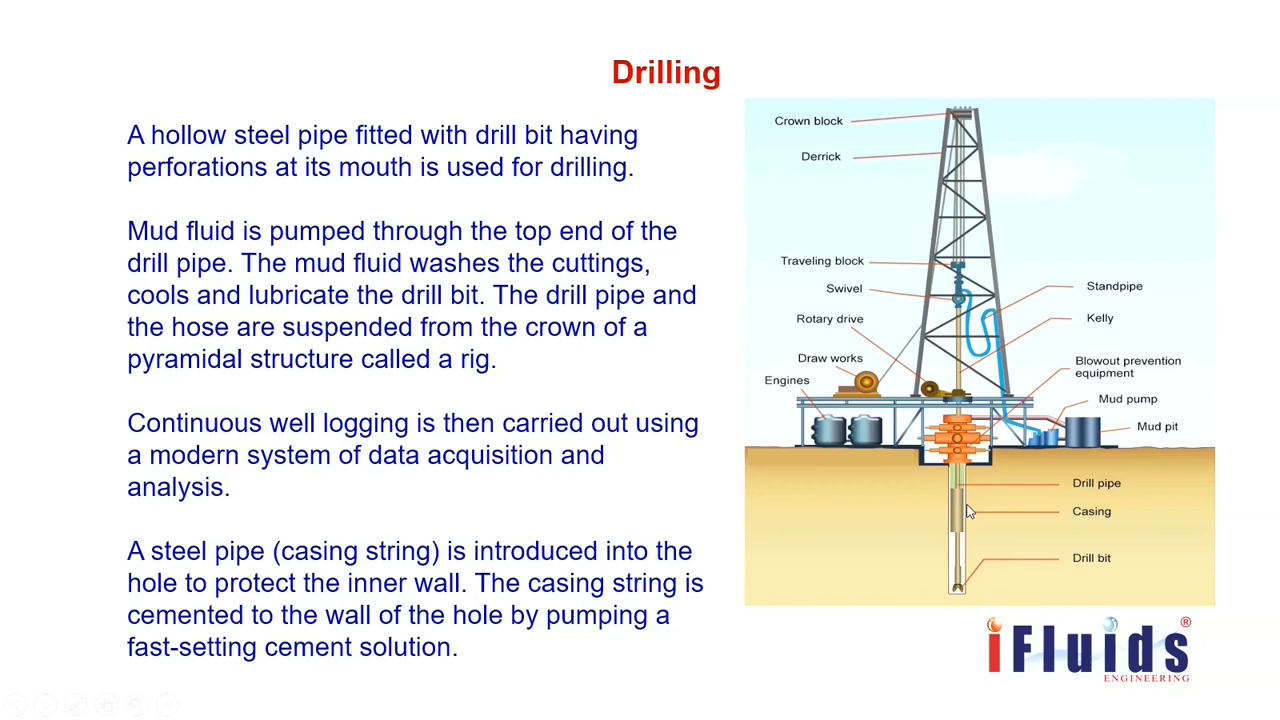 Drilling
A hollow steel pipe fitted with drill bit having
perforations at its mouth is used for drilling.
Mud fluid is pumped through the top end of the
drill pipe. The mud fluid washes the cuttings,
cools and lubricate the drill bit. The drill pipe and
the hose are suspended from the crown of a
pyramidal structure called a rig.
Continuous well logging is then carried out using
a modern system of data acquisition and
analysis.
A steel pipe (casing string) is introduced into the
hole to protect the inner wall. The casing string is
cemented to the wall of the hole by pumping a
fast-setting cement solution.
Crown block
Derrick
Traveling block
Swivel
Rotary drive
Draw works
Engines
Standpipe
Kelly
Blowout prevention
equipment
Mud pump
Mud pit
Drill pipe
Casing
Drill bit
iFluids®
ENGINEERING